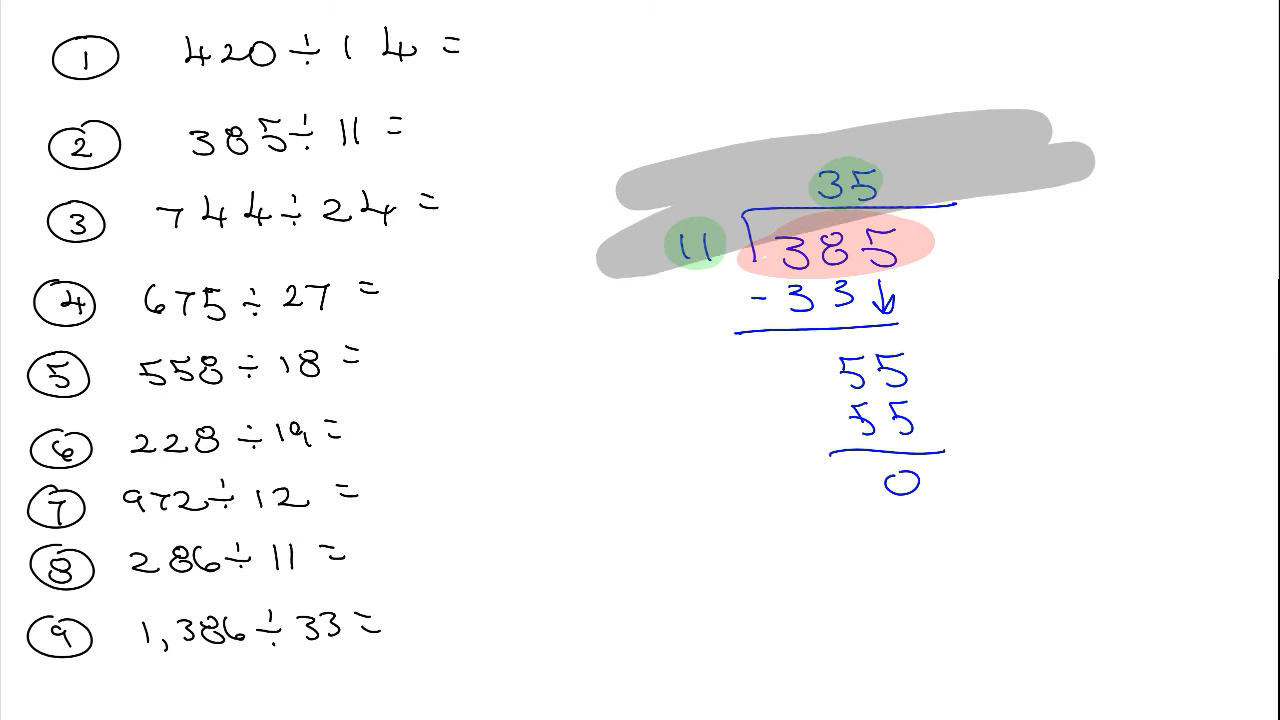 ① 420 ÷ 14 =
② 385 ÷ 11 =
③ 744 ÷ 24 =
④ 675 ÷ 27 =
⑤ 558 ÷ 18 =
⑥ 228 ÷ 19 =
⑦ 972 ÷ 12 =
⑧ 286 ÷ 11 =
⑨ 1,386 ÷ 33 =
35
11 385
- 33 ↓
55
55
0